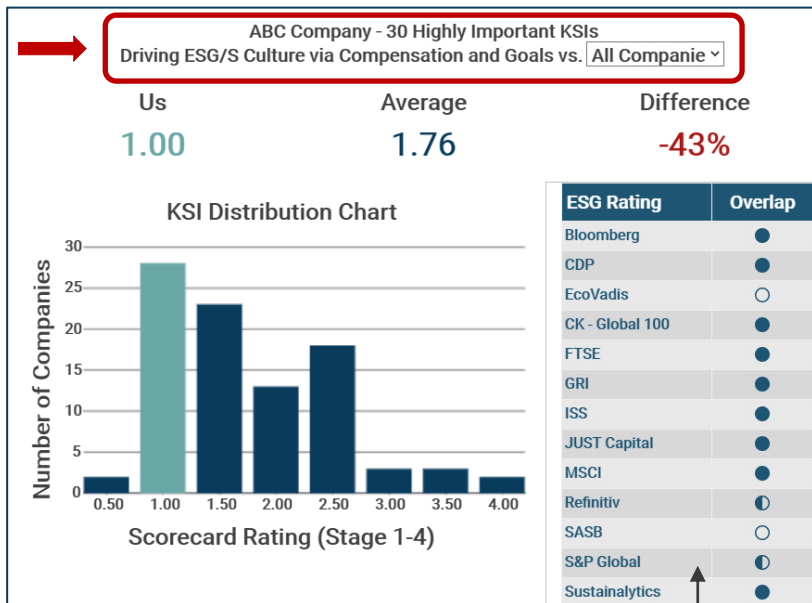 ABC Company - 30 Highly Important KSIs
Driving ESG/S Culture via Compensation and Goals vs. All Companie
Us Average Difference
1.00 1.76 -43%
KSI Distribution Chart
Number of Companies
30
25
20
15
10
5
0
0.50 1.00 1.50 2.00 2.50 3.00 3.50 4.00
Scorecard Rating (Stage 1-4)
ESG Rating Overlap
Bloomberg
CDP
EcoVadis
CK - Global 100
FTSE
GRI
ISS
JUST Capital
MSCI
Refinitiv
SASB
S&P Global
Sustainalytics